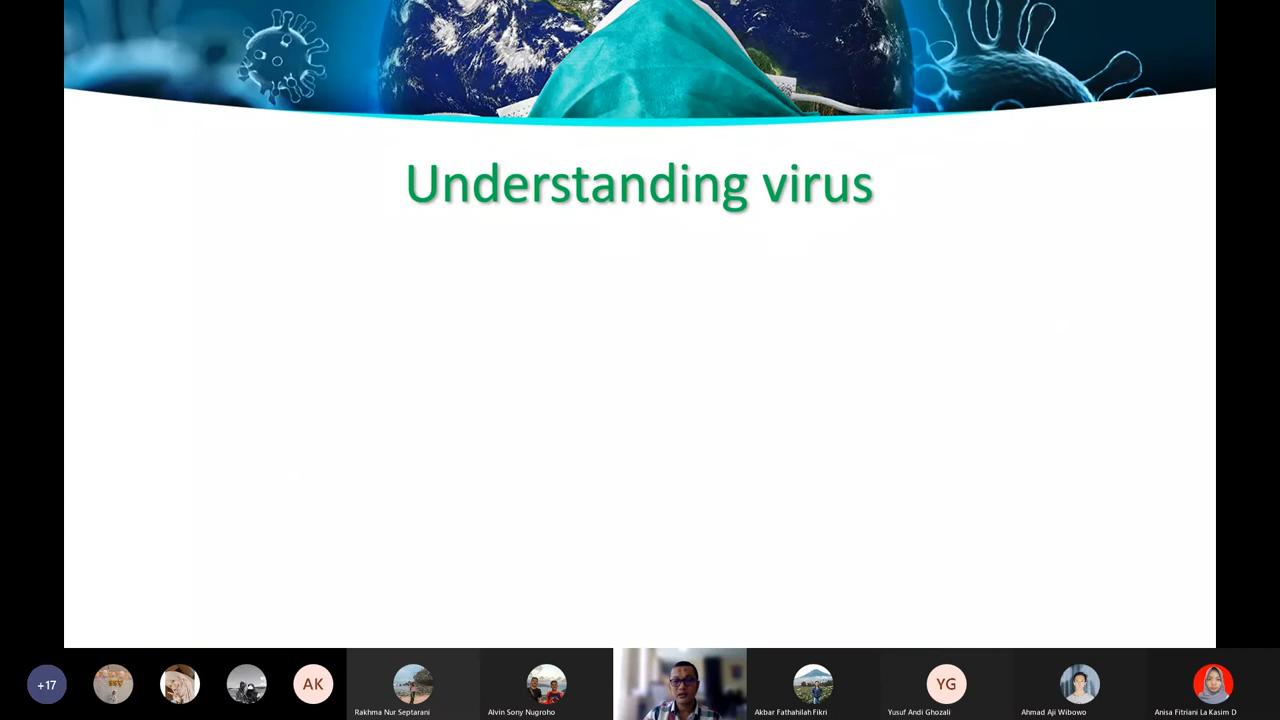 Understanding virus
+17
AK
Rakhma Nur Septarani
Alvin Sony Nugroho
Akbar Fathahilah Fikri
YG
Yusuf Andi Ghozali
Ahmad Aji Wibowo
Anisa Fitriani La Kasim D